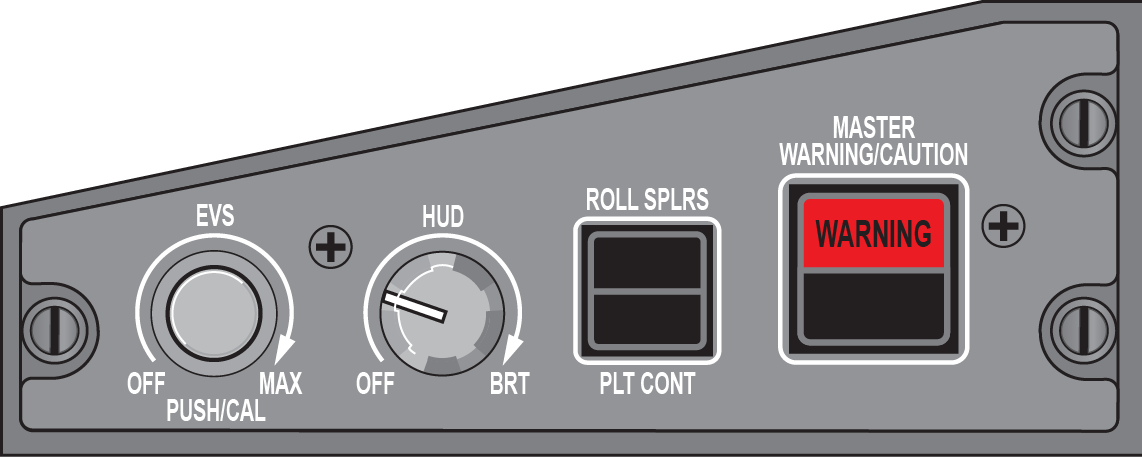 EVS
OFF
MAX
PUSH/CAL
HUD
OFF
BRT
ROLL SPLRS
PLT CONT
MASTER
WARNING/CAUTION
WARNING